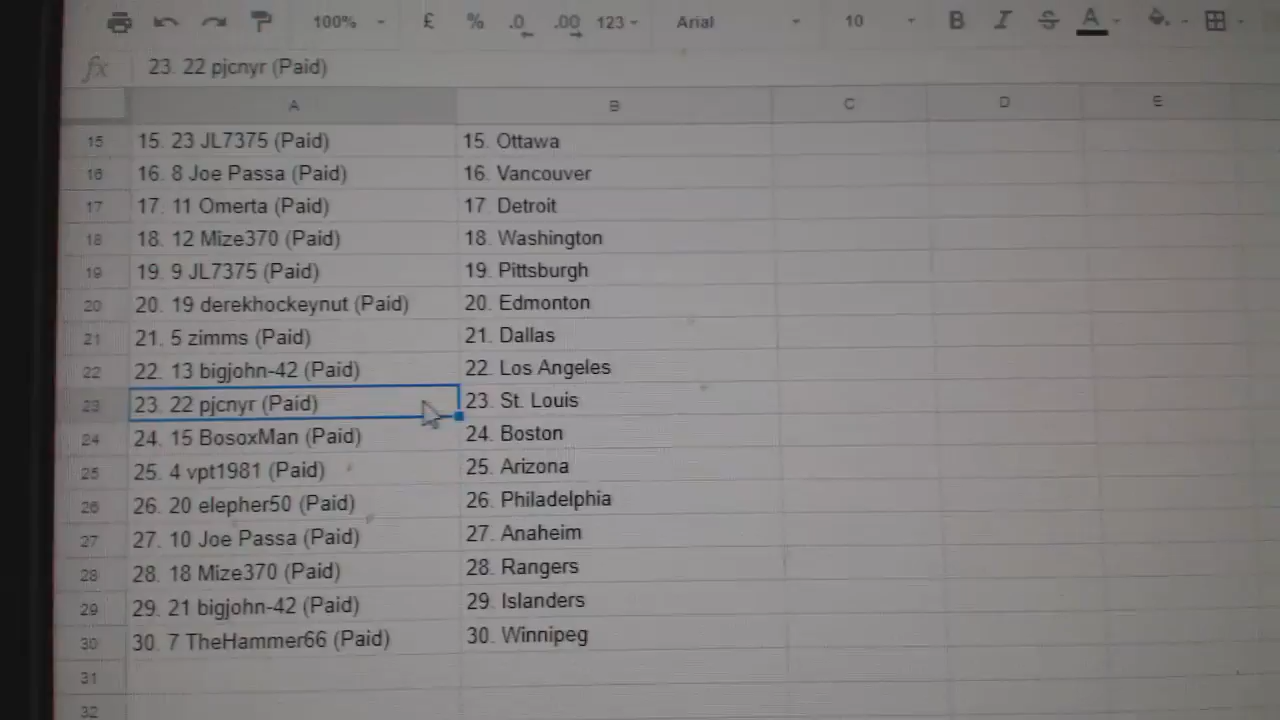 100% £ % .0 .00 123 Arial 10 B I S A
fx 23. 22 pjcnyr (Paid)
A B C D E
15 15. 23 JL7375 (Paid) 15. Ottawa
16 16. 8 Joe Passa (Paid) 16. Vancouver
17 17. 11 Omerta (Paid) 17. Detroit
18 18. 12 Mize370 (Paid) 18. Washington
19 19. 9 JL7375 (Paid) 19. Pittsburgh
20 20. 19 derekhockeynut (Paid) 20. Edmonton
21 21. 5 zimms (Paid) 21. Dallas
22 22. 13 bigjohn-42 (Paid) 22. Los Angeles
23 23. 22 pjcnyr (Paid) 23. St. Louis
24 24. 15 BosoxMan (Paid) 24. Boston
25 25. 4 vpt1981 (Paid) 25. Arizona
26 26. 20 elepher50 (Paid) 26. Philadelphia
27 27. 10 Joe Passa (Paid) 27. Anaheim
28 28. 18 Mize370 (Paid) 28. Rangers
29 29. 21 bigjohn-42 (Paid) 29. Islanders
30 30. 7 TheHammer66 (Paid) 30. Winnipeg
31
32